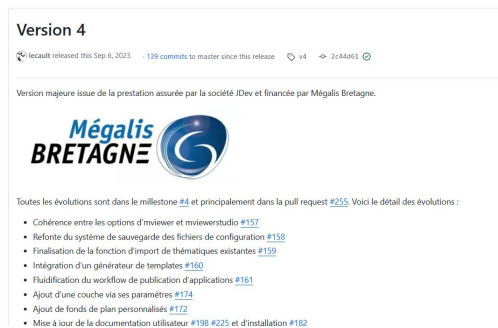 Version 4
lecault released this Sep 6, 2023 · 139 commits to master since this release v4 2c44d61
Version majeure issue de la prestation assurée par la société JDev et financée par Mégalis Bretagne.
Mégalis
BRETAGNE
Toutes les évolutions sont dans le millestone #4 et principalement dans la pull request #255. Voici le détail des évolutions :
• Cohérence entre les options d'mviewer et mviewerstudio #157
• Refonte du système de sauvegarde des fichiers de configuration #158
• Finalisation de la fonction d'import de thématiques existantes #159
• Intégration d'un générateur de templates #160
• Fluidification du workflow de publication d'applications #161
• Ajout d'une couche via ses paramètres #174
• Ajout de fonds de plan personnalisés #172
• Mise à jour de la documentation utilisateur #198 #225 et d'installation #182